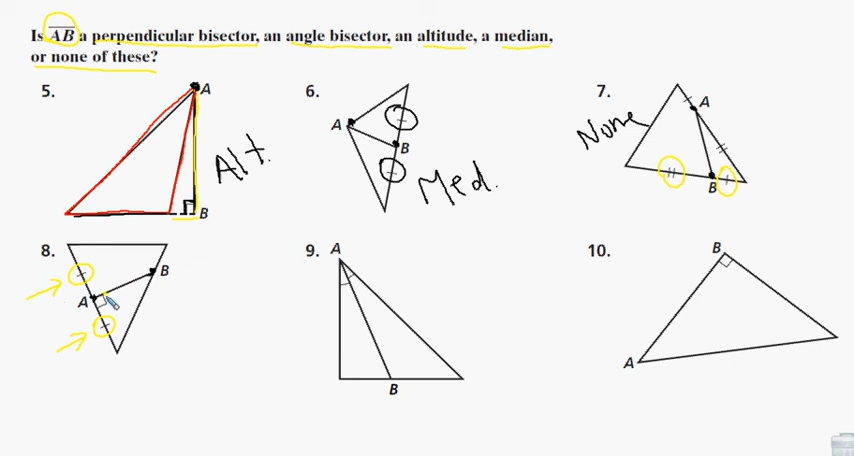 Is AB a perpendicular bisector, an angle bisector, an altitude, a median,
or none of these?
5. A 6. 7.
A A
None
Alt.
B B Med. B
8. B 9. A 10. B
A
A
B